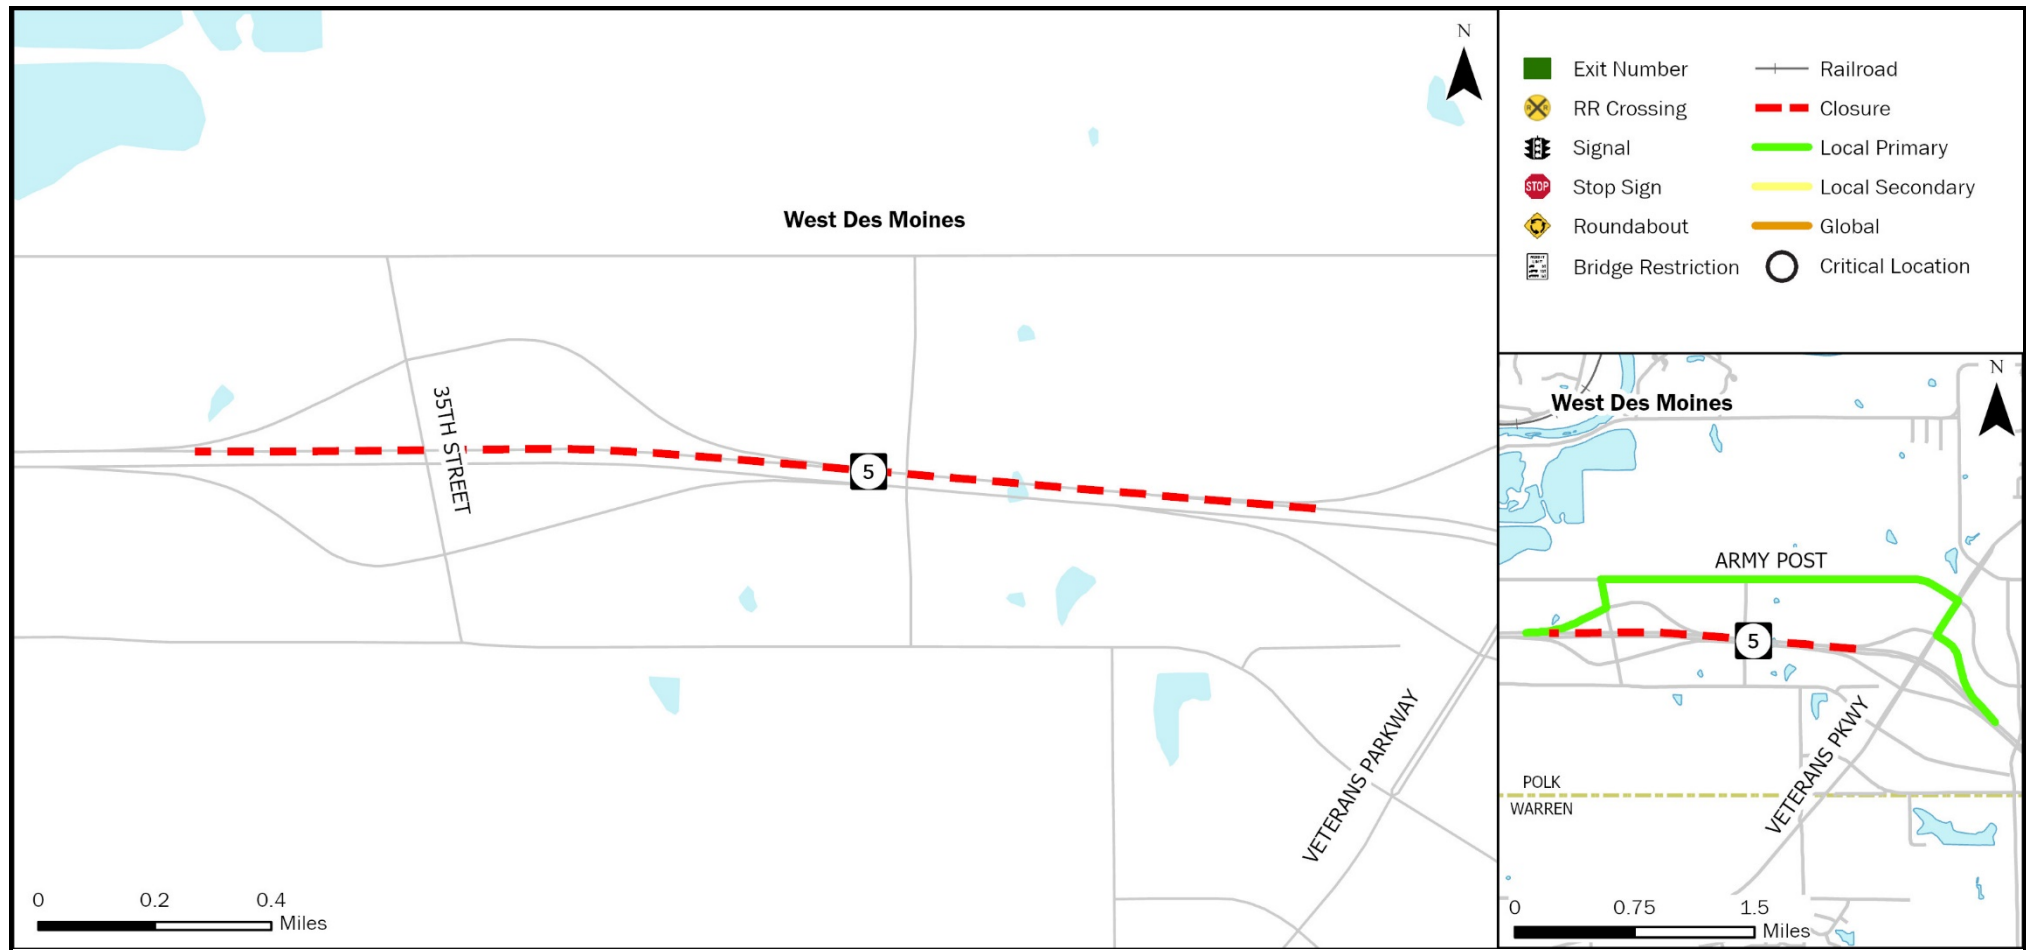 N
West Des Moines
35TH STREET
5
VETERANS PARKWAY
0 0.2 0.4
Miles
Exit Number
RR Crossing
Signal
STOP
Stop Sign
Roundabout
Bridge Restriction
Railroad
Closure
Local Primary
Local Secondary
Global
Critical Location
N
West Des Moines
ARMY POST
5
VETERANS PKWY
POLK
WARREN
0 0.75 1.5
Miles